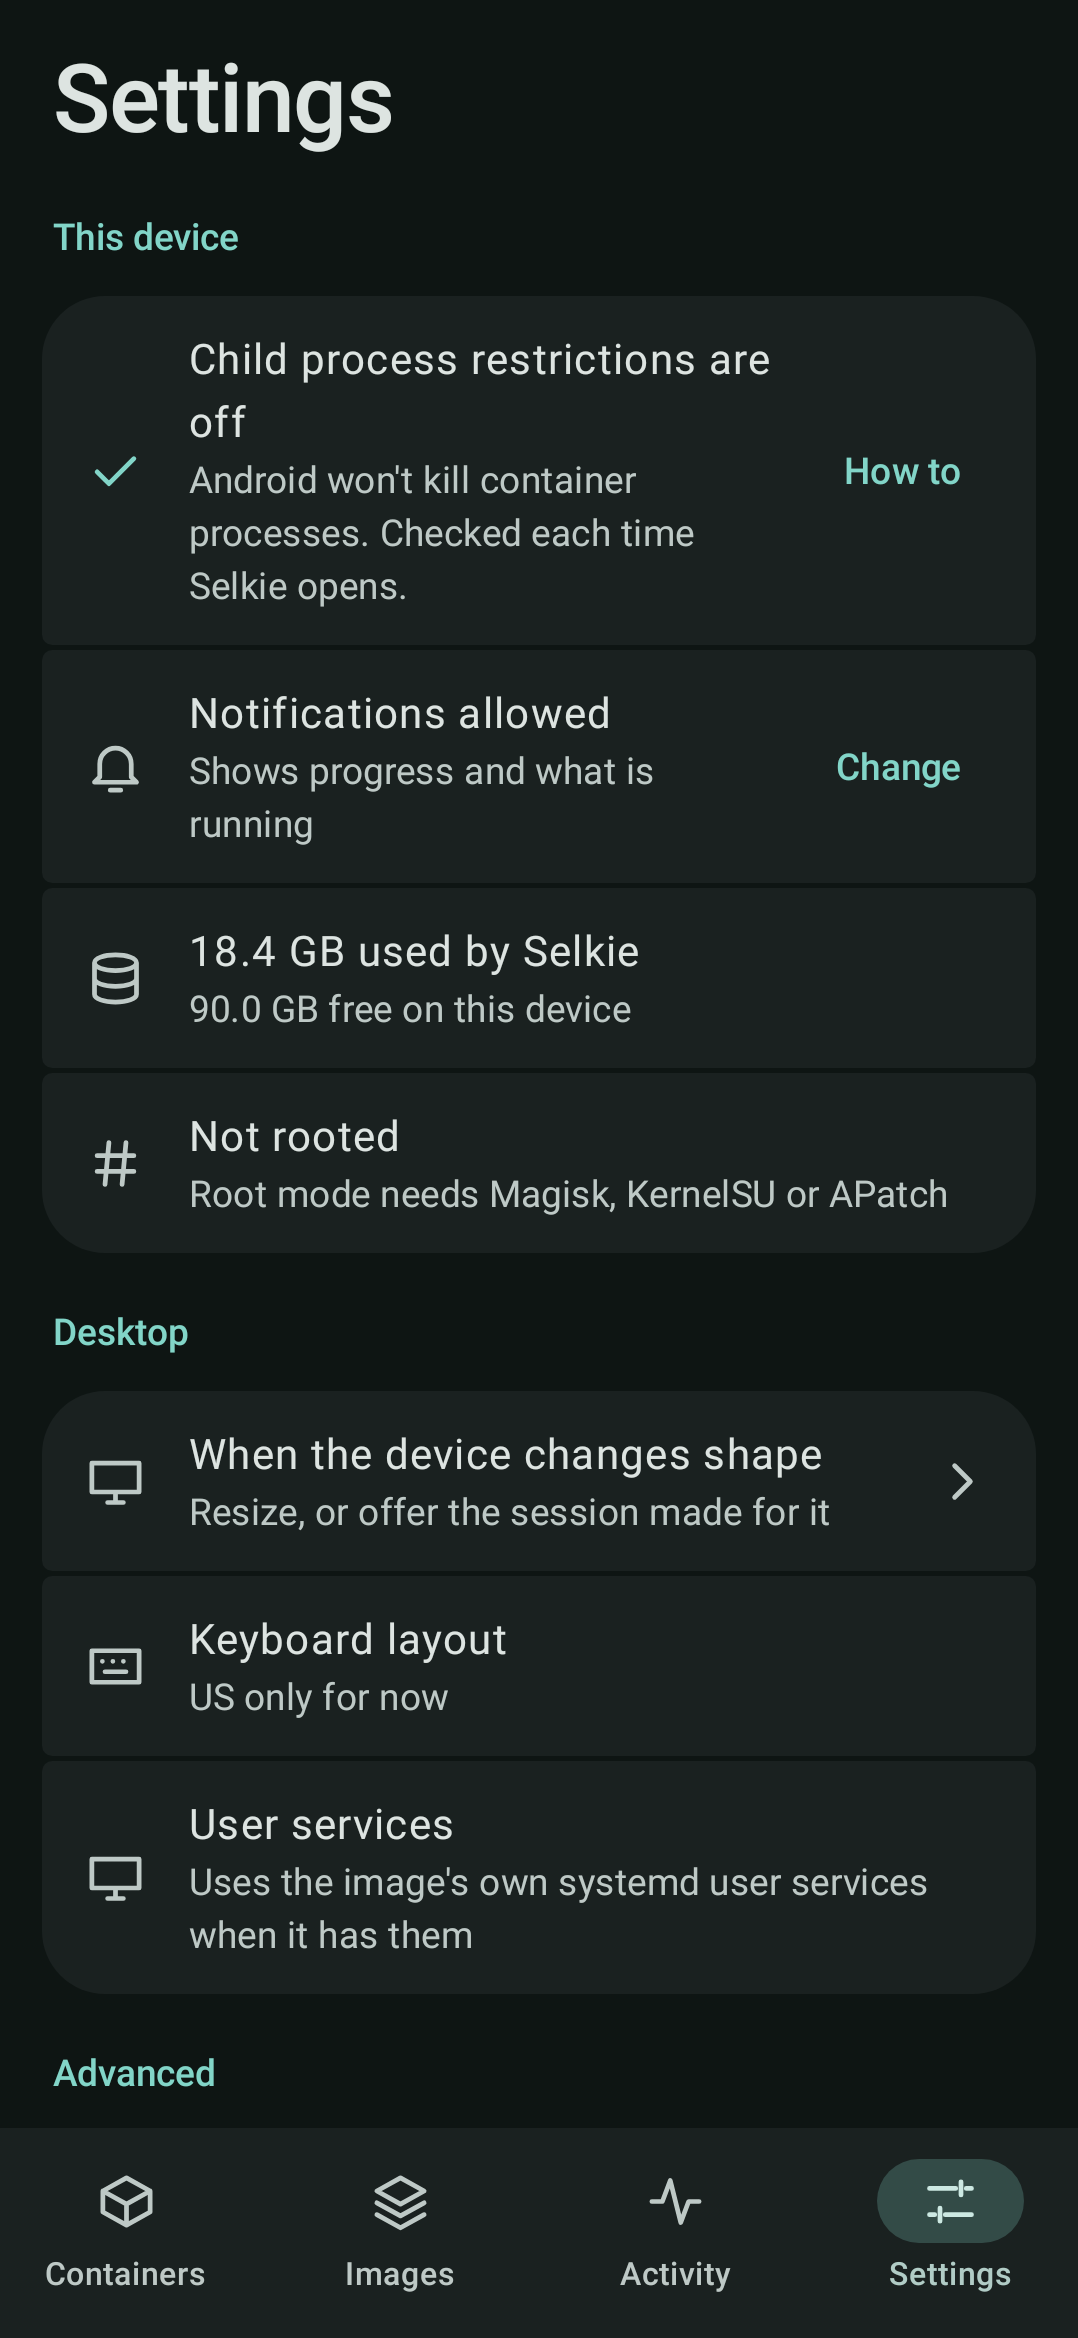 Settings
This device
Child process restrictions are
off
Android won't kill container
processes. Checked each time
Selkie opens.
How to
Notifications allowed
Shows progress and what is
running
Change
18.4 GB used by Selkie
90.0 GB free on this device
Not rooted
Root mode needs Magisk, KernelSU or APatch
Desktop
When the device changes shape
Resize, or offer the session made for it
Keyboard layout
US only for now
User services
Uses the image's own systemd user services
when it has them
Advanced
Containers
Images
Activity
Settings